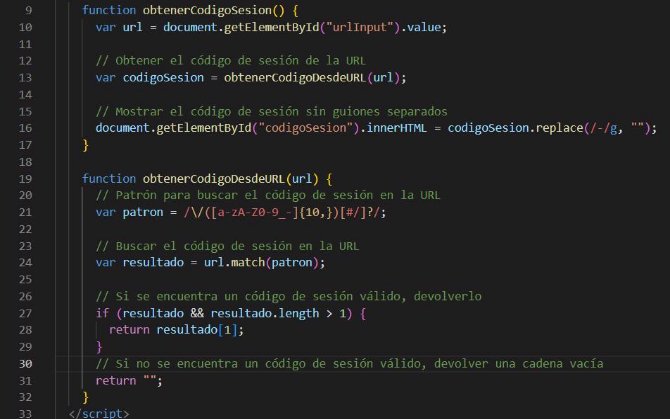 9 function obtenerCodigoSesion() {
10 var url = document.getElementById("urlInput").value;
11
12 // Obtener el código de sesión de la URL
13 var codigoSesion = obtenerCodigoDesdeURL(url);
14
15 // Mostrar el código de sesión sin guiones separados
16 document.getElementById("codigoSesion").innerHTML = codigoSesion.replace(/-/g, "");
17 }
18
19 function obtenerCodigoDesdeURL(url) {
20 // Patrón para buscar el código de sesión en la URL
21 var patron = /\/([a-zA-Z0-9_-]{10,})[#/]?/;
22
23 // Buscar el código de sesión en la URL
24 var resultado = url.match(patron);
25
26 // Si se encuentra un código de sesión válido, devolverlo
27 if (resultado && resultado.length > 1) {
28 return resultado[1];
29 }
30 // Si no se encuentra un código de sesión válido, devolver una cadena vacía
31 return "";
32 }
33 </script>